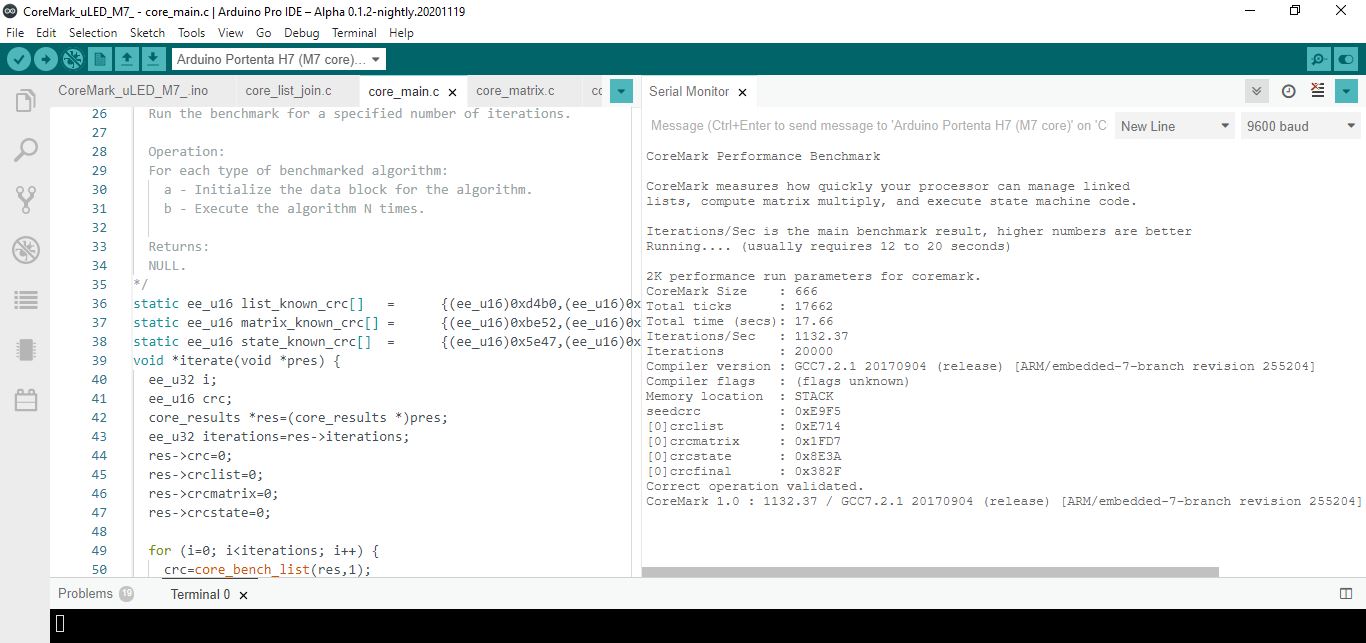 CoreMark_uLED_M7_ - core_main.c | Arduino Pro IDE – Alpha 0.1.2-nightly.20201119
File Edit Selection Sketch Tools View Go Debug Terminal Help
Arduino Portenta H7 (M7 core)...
CoreMark_uLED_M7_.ino core_list_join.c core_main.c core_matrix.c
26 Run the benchmark for a specified number of iterations.
27
28 Operation:
29 For each type of benchmarked algorithm:
30 a - Initialize the data block for the algorithm.
31 b - Execute the algorithm N times.
32
33 Returns:
34 NULL.
35 */
36 static ee_u16 list_known_crc[] = {(ee_u16)0xd4b0,(ee_u16)0x
37 static ee_u16 matrix_known_crc[] = {(ee_u16)0xbe52,(ee_u16)0x
38 static ee_u16 state_known_crc[] = {(ee_u16)0x5e47,(ee_u16)0x
39 void *iterate(void *pres) {
40 ee_u32 i;
41 ee_u16 crc;
42 core_results *res=(core_results *)pres;
43 ee_u32 iterations=res->iterations;
44 res->crc=0;
45 res->crclist=0;
46 res->crcmatrix=0;
47 res->crcstate=0;
48
49 for (i=0; i<iterations; i++) {
50 crc=core_bench_list(res,1);
Serial Monitor
Message (Ctrl+Enter to send message to 'Arduino Portenta H7 (M7 core)' on 'C
New Line 9600 baud
CoreMark Performance Benchmark
CoreMark measures how quickly your processor can manage linked
lists, compute matrix multiply, and execute state machine code.
Iterations/Sec is the main benchmark result, higher numbers are better
Running.... (usually requires 12 to 20 seconds)
2K performance run parameters for coremark.
CoreMark Size : 666
Total ticks : 17662
Total time (secs): 17.66
Iterations/Sec : 1132.37
Iterations : 20000
Compiler version : GCC7.2.1 20170904 (release) [ARM/embedded-7-branch revision 255204]
Compiler flags : (flags unknown)
Memory location : STACK
seedcrc : 0xE9F5
[0]crclist : 0xE714
[0]crcmatrix : 0x1FD7
[0]crcstate : 0x8E3A
[0]crcfinal : 0x382F
Correct operation validated.
CoreMark 1.0 : 1132.37 / GCC7.2.1 20170904 (release) [ARM/embedded-7-branch revision 255204]
Problems 19 Terminal 0